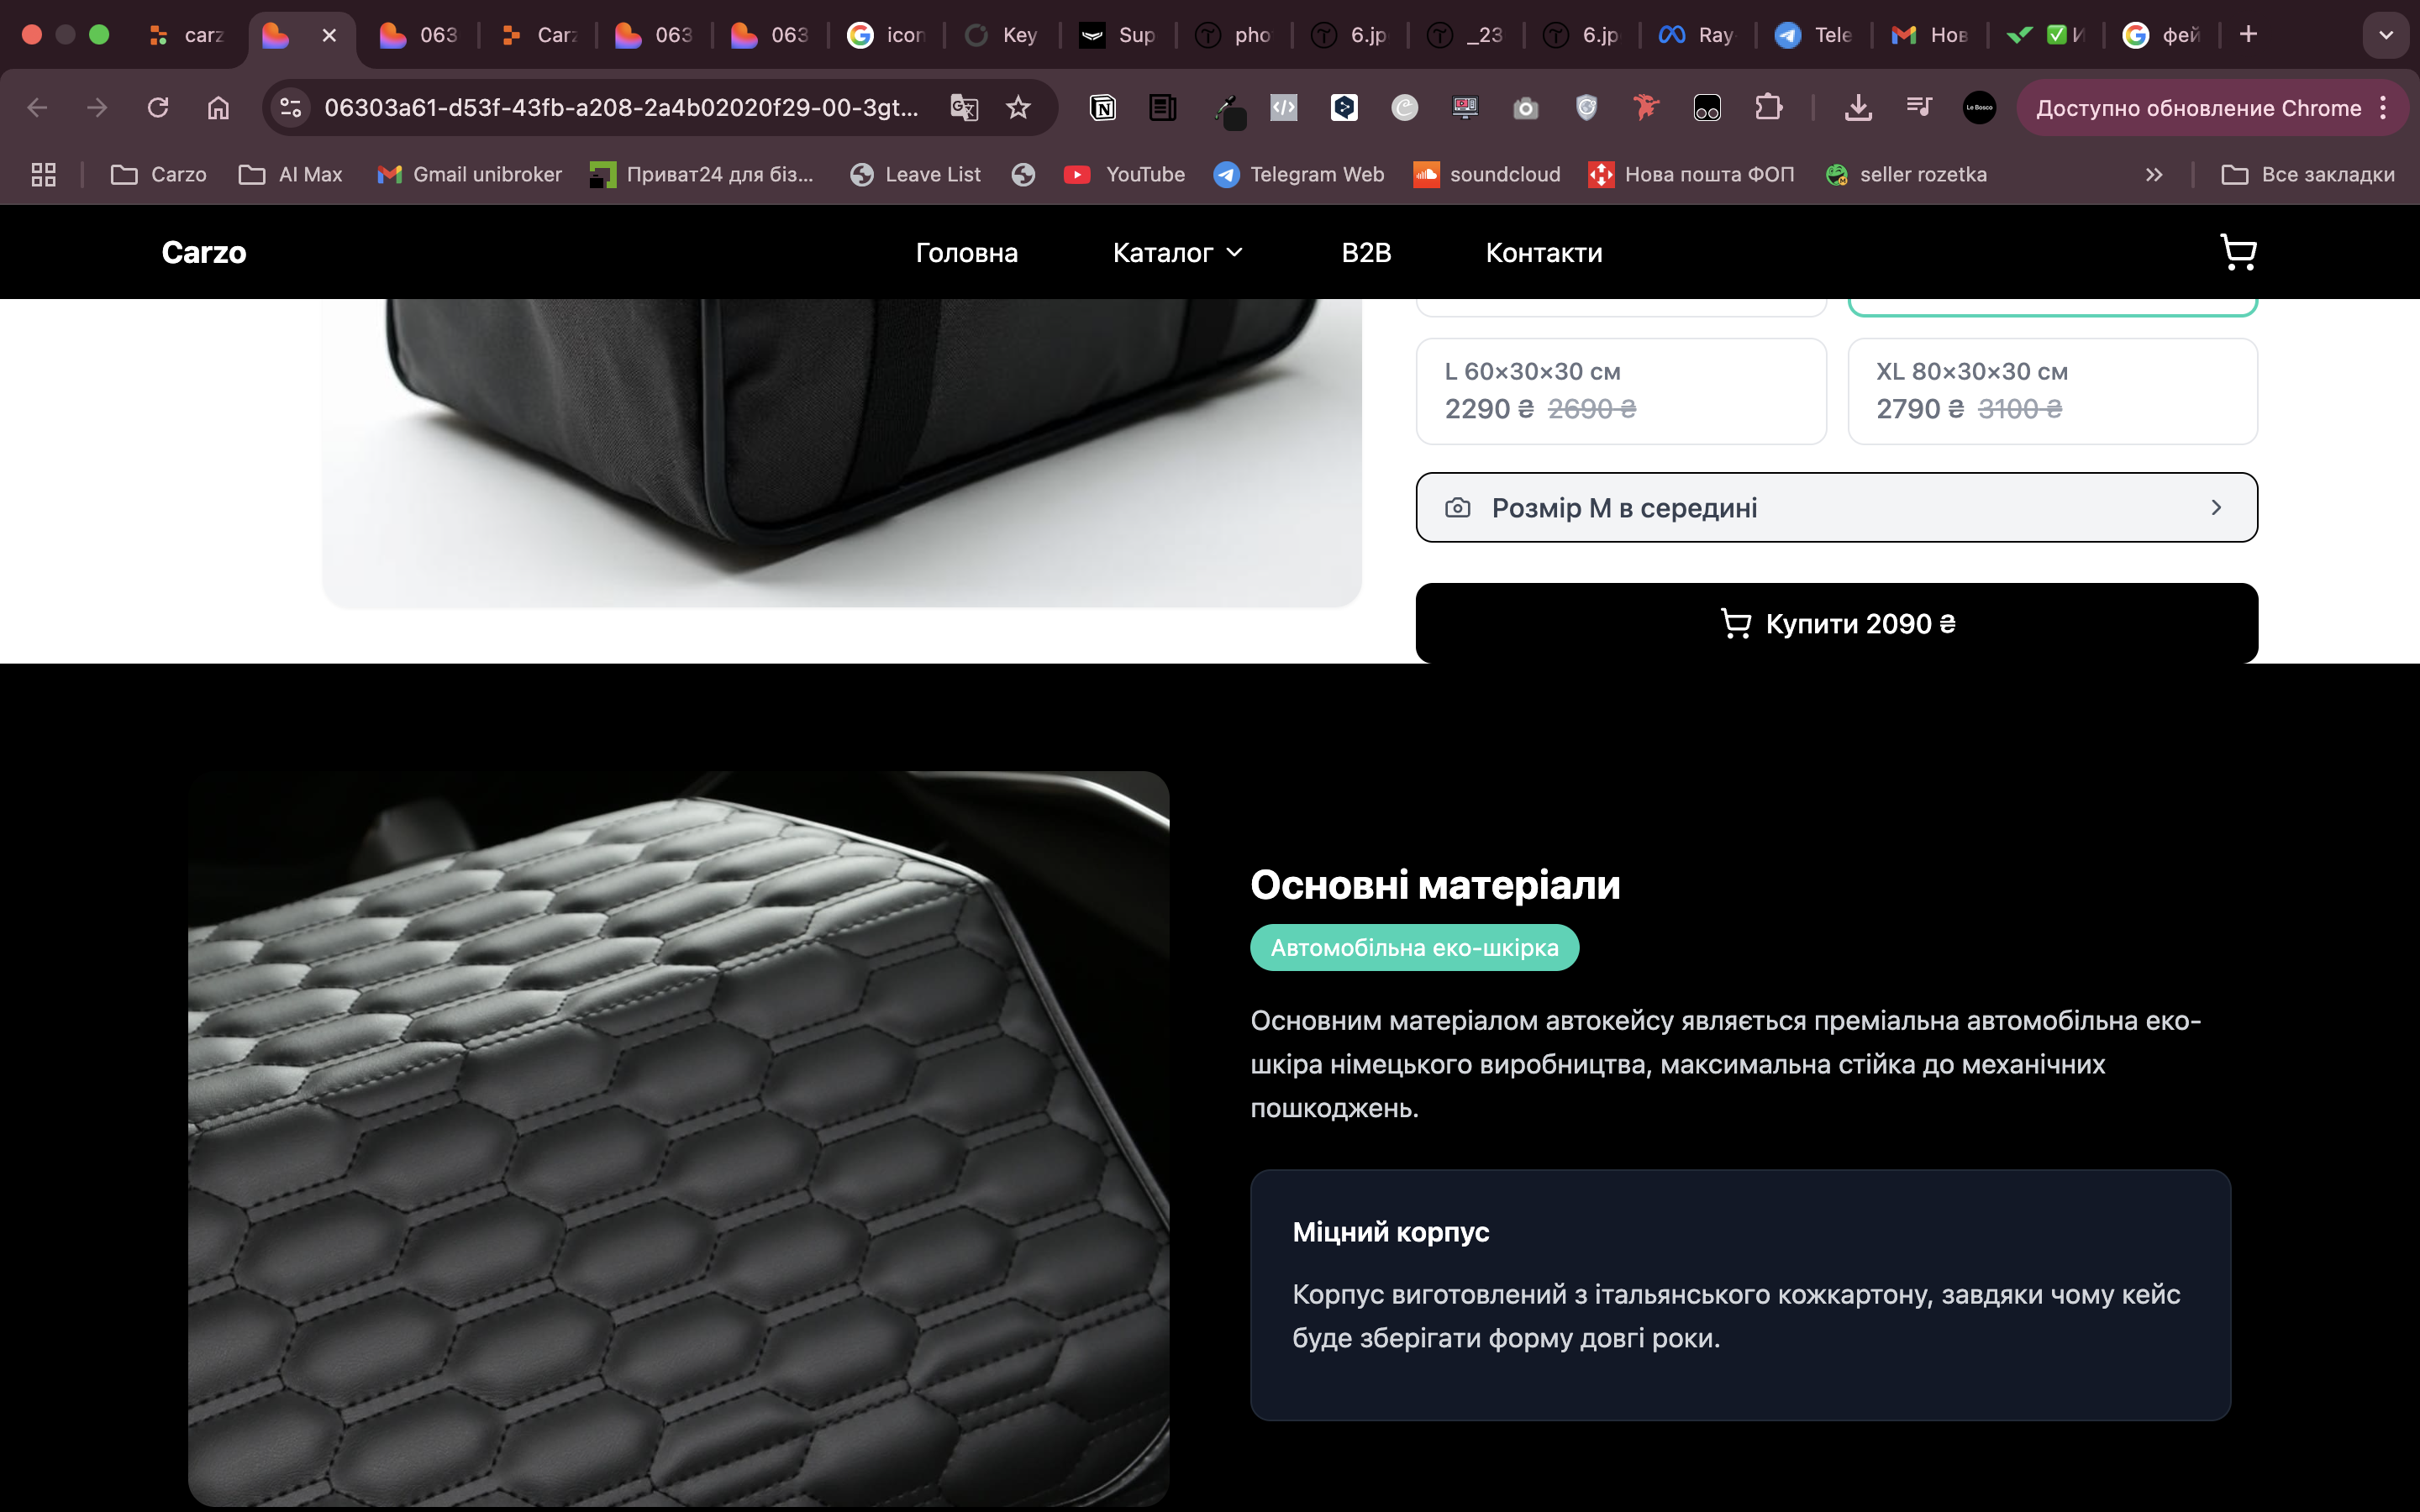 carz
063
Carz
063
063
icon
Key
Sup
pho
6.jp
_23
6.jp
Ray
Tele
Нов
фей
06303a61-d53f-43fb-a208-2a4b02020f29-00-3gt...
Le Bosco
Доступно обновление Chrome
Carzo
AI Max
Gmail unibroker
Приват24 для біз...
Leave List
YouTube
Telegram Web
soundcloud
Нова пошта ФОП
seller rozetka
Все закладки
Carzo
Головна
Каталог
B2B
Контакти
L 60×30×30 см
2290 ₴ 2690 ₴
XL 80×30×30 см
2790 ₴ 3100 ₴
Розмір M в середині
Купити 2090 ₴
Основні матеріали
Автомобільна еко-шкірка
Основним матеріалом автокейсу являється преміальна автомобільна еко-
шкіра німецького виробництва, максимальна стійка до механічних
пошкоджень.
Міцний корпус
Корпус виготовлений з італьянського кожкартону, завдяки чому кейс
буде зберігати форму довгі роки.